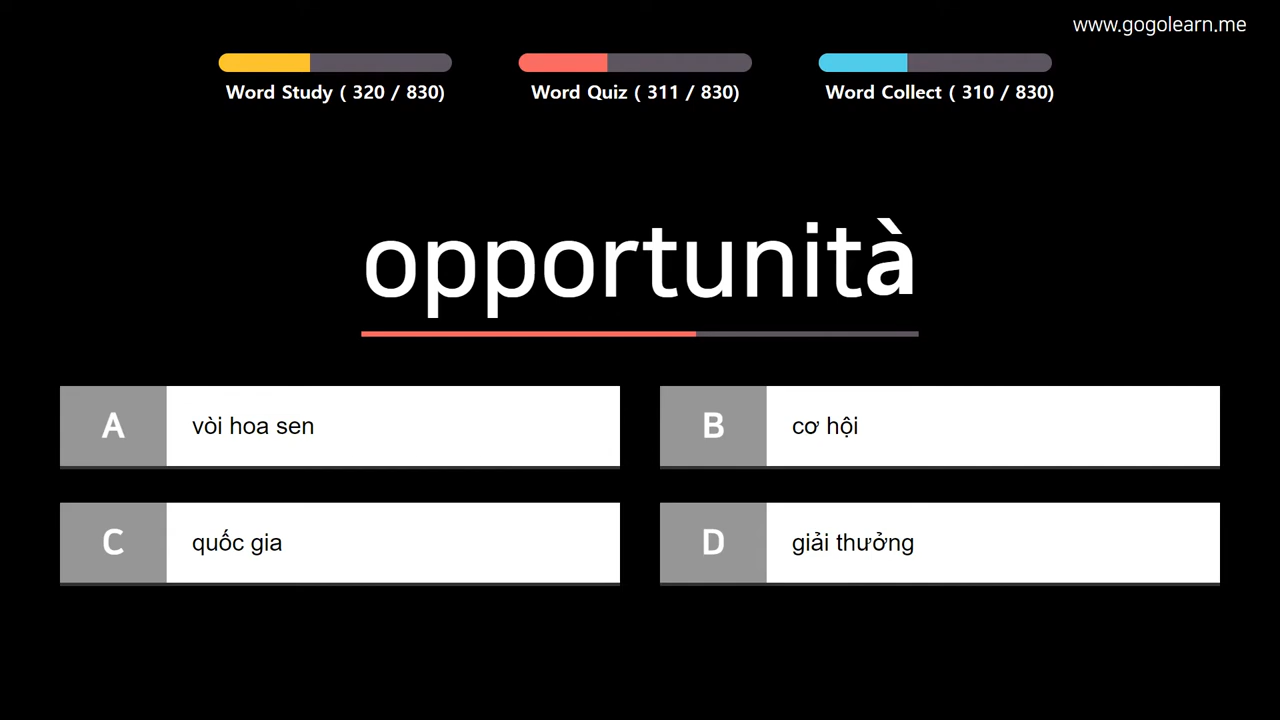 www.gogolearn.me
Word Study ( 320 / 830)
Word Quiz ( 311 / 830)
Word Collect ( 310 / 830)
opportunità
A
vòi hoa sen
B
cơ hội
C
quốc gia
D
giải thưởng